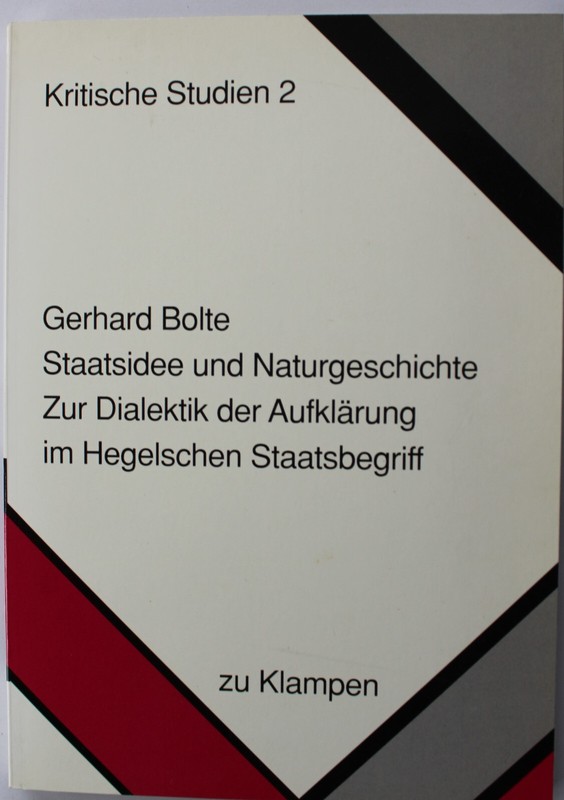 Kritische Studien 2
Gerhard Bolte
Staatsidee und Naturgeschichte
Zur Dialektik der Aufklärung
im Hegelschen Staatsbegriff
zu Klampen